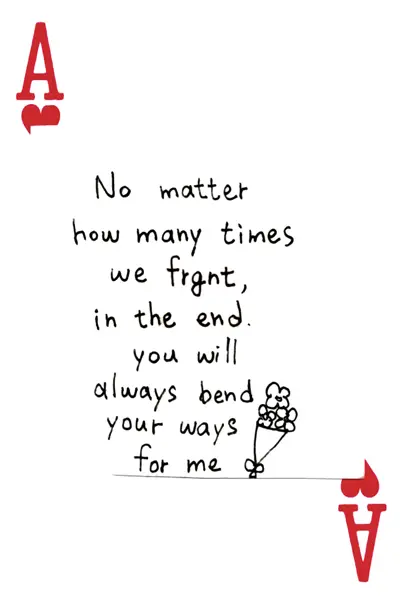 A
No matter
how many times
we frgnt,
in the end.
you will
always bend
your ways
for me
A